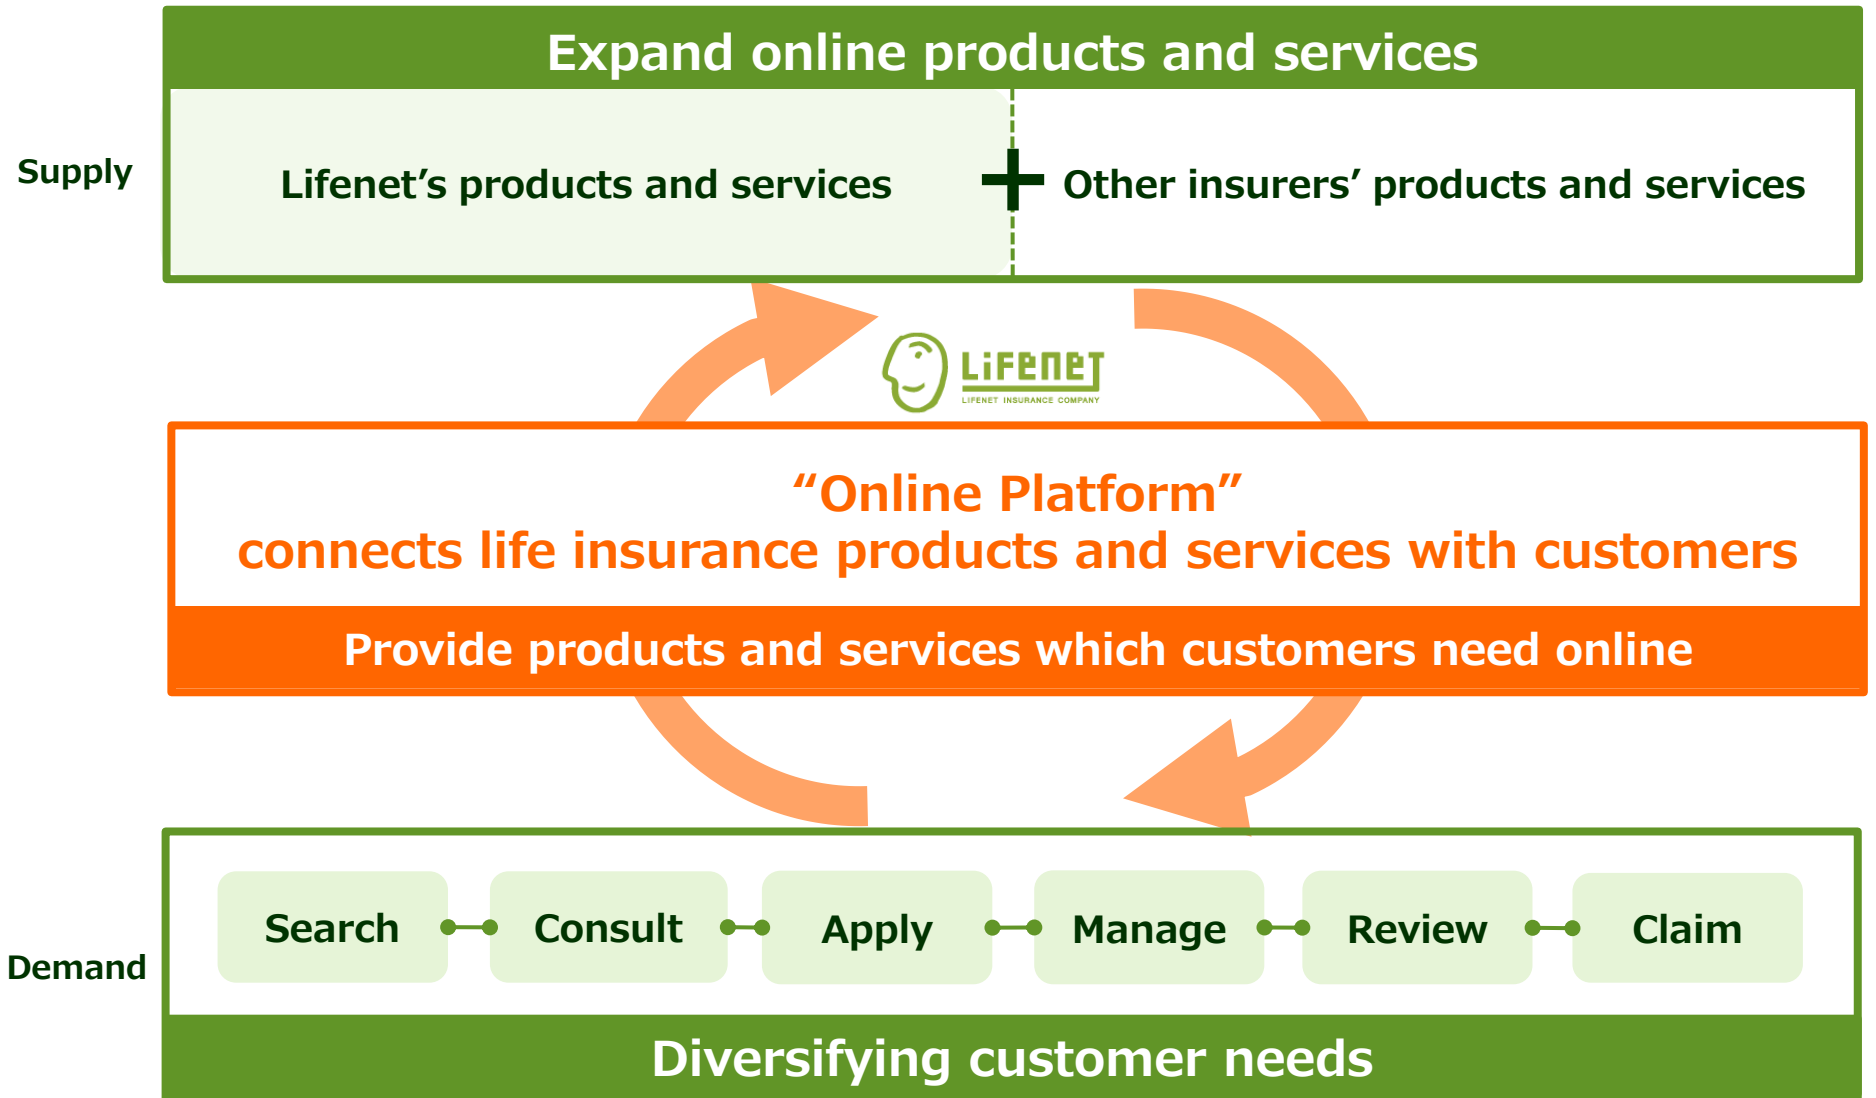 Expand online products and services
Supply
Lifenet’s products and services
+
Other insurers’ products and services
LIFENET
LIFENET INSURANCE COMPANY
“Online Platform”
connects life insurance products and services with customers
Provide products and services which customers need online
Demand
Search
Consult
Apply
Manage
Review
Claim
Diversifying customer needs